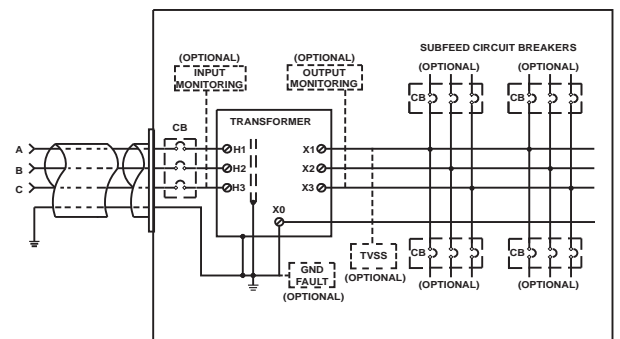 SUBFEED CIRCUIT BREAKERS
(OPTIONAL)
(OPTIONAL)
(OPTIONAL)
(OPTIONAL)
INPUT
MONITORING
OUTPUT
MONITORING
CB
CB
CB
TRANSFORMER
A
B
C
H1
H2
H3
X1
X2
X3
X0
CB
CB
TVSS
(OPTIONAL)
GND
FAULT
(OPTIONAL)
(OPTIONAL)
(OPTIONAL)